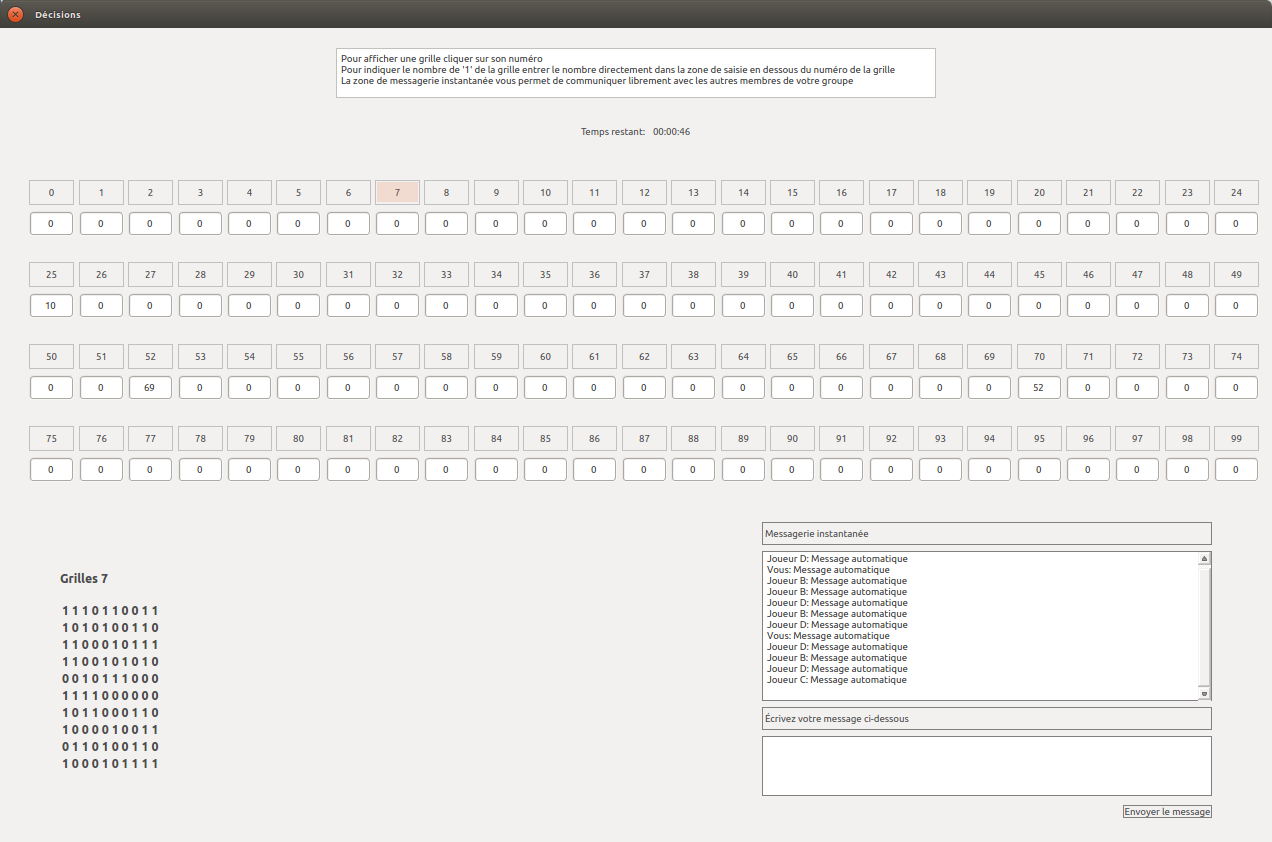 Décisions
Pour afficher une grille cliquer sur son numéro
Pour indiquer le nombre de '1' de la grille entrer le nombre directement dans la zone de saisie en dessous du numéro de la grille
La zone de messagerie instantanée vous permet de communiquer librement avec les autres membres de votre groupe
Temps restant: 00:00:46
0 1 2 3 4 5 6 7 8 9 10 11 12 13 14 15 16 17 18 19 20 21 22 23 24
0 0 0 0 0 0 0 0 0 0 0 0 0 0 0 0 0 0 0 0 0 0 0 0 0
25 26 27 28 29 30 31 32 33 34 35 36 37 38 39 40 41 42 43 44 45 46 47 48 49
10 0 0 0 0 0 0 0 0 0 0 0 0 0 0 0 0 0 0 0 0 0 0 0 0
50 51 52 53 54 55 56 57 58 59 60 61 62 63 64 65 66 67 68 69 70 71 72 73 74
0 0 69 0 0 0 0 0 0 0 0 0 0 0 0 0 0 0 0 0 52 0 0 0 0
75 76 77 78 79 80 81 82 83 84 85 86 87 88 89 90 91 92 93 94 95 96 97 98 99
0 0 0 0 0 0 0 0 0 0 0 0 0 0 0 0 0 0 0 0 0 0 0 0 0
Grilles 7
1 1 1 0 1 1 0 0 1 1
1 0 1 0 1 0 0 1 1 0
1 1 0 0 0 1 0 1 1 1
1 1 0 0 1 0 1 0 1 0
0 0 1 0 1 1 1 0 0 0
1 1 1 1 0 0 0 0 0 0
1 0 1 1 0 0 0 1 1 0
1 0 0 0 0 1 0 0 1 1
0 1 1 0 1 0 0 1 1 0
1 0 0 0 1 0 1 1 1 1
Messagerie instantanée
Joueur D: Message automatique
Vous: Message automatique
Joueur B: Message automatique
Joueur B: Message automatique
Joueur D: Message automatique
Joueur B: Message automatique
Joueur D: Message automatique
Vous: Message automatique
Joueur D: Message automatique
Joueur B: Message automatique
Joueur D: Message automatique
Joueur C: Message automatique
Écrivez votre message ci-dessous
Envoyer le message